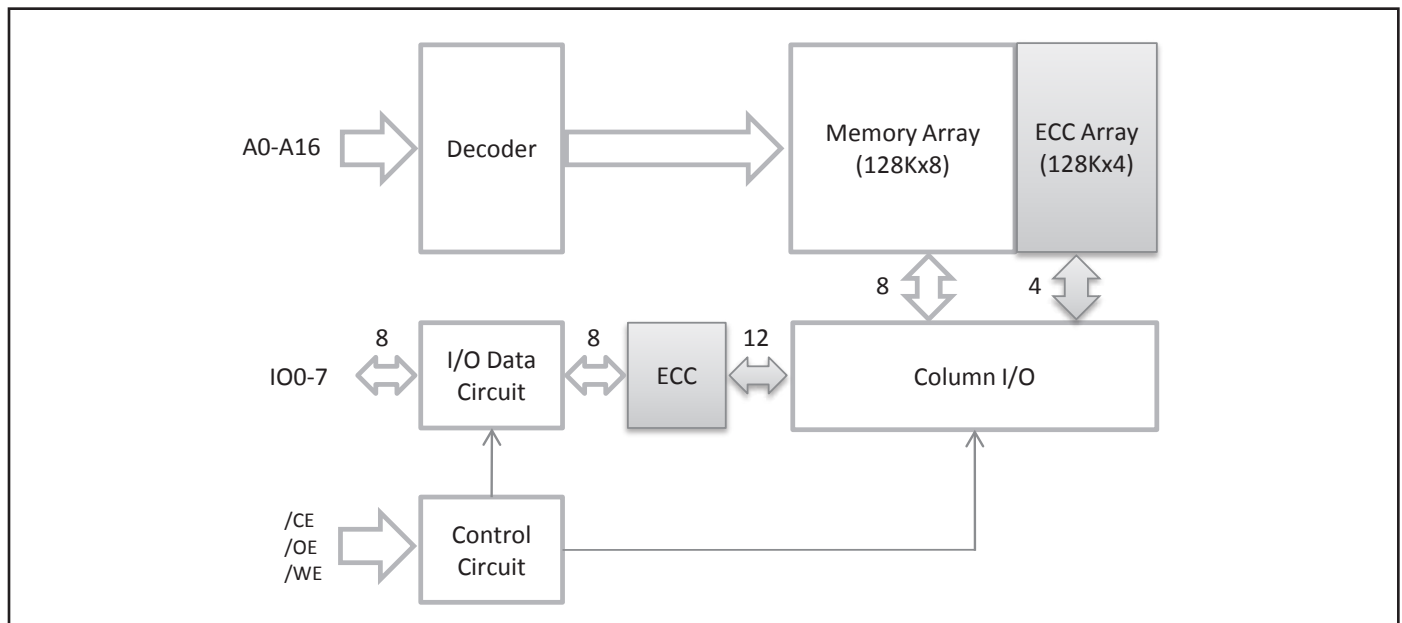 A0-A16
Decoder
Memory Array
(128Kx8)
ECC Array
(128Kx4)
8
4
IO0-7
8
I/O Data
Circuit
8
ECC
12
Column I/O
/CE
/OE
/WE
Control
Circuit